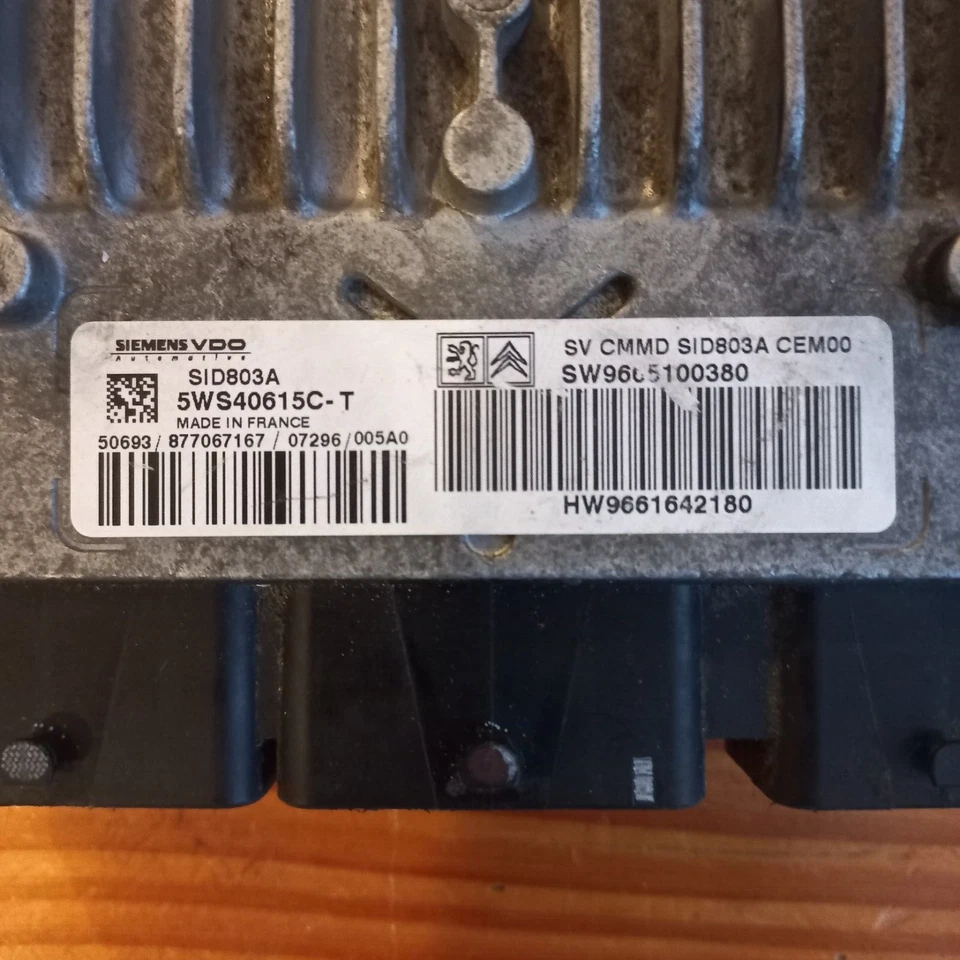 SIEMENS VDO
Automotive
SID803A
5WS40615C-T
MADE IN FRANCE
50693/877067167/07296/005A0
SV CMMD SID803A CEM00
HW9661642180